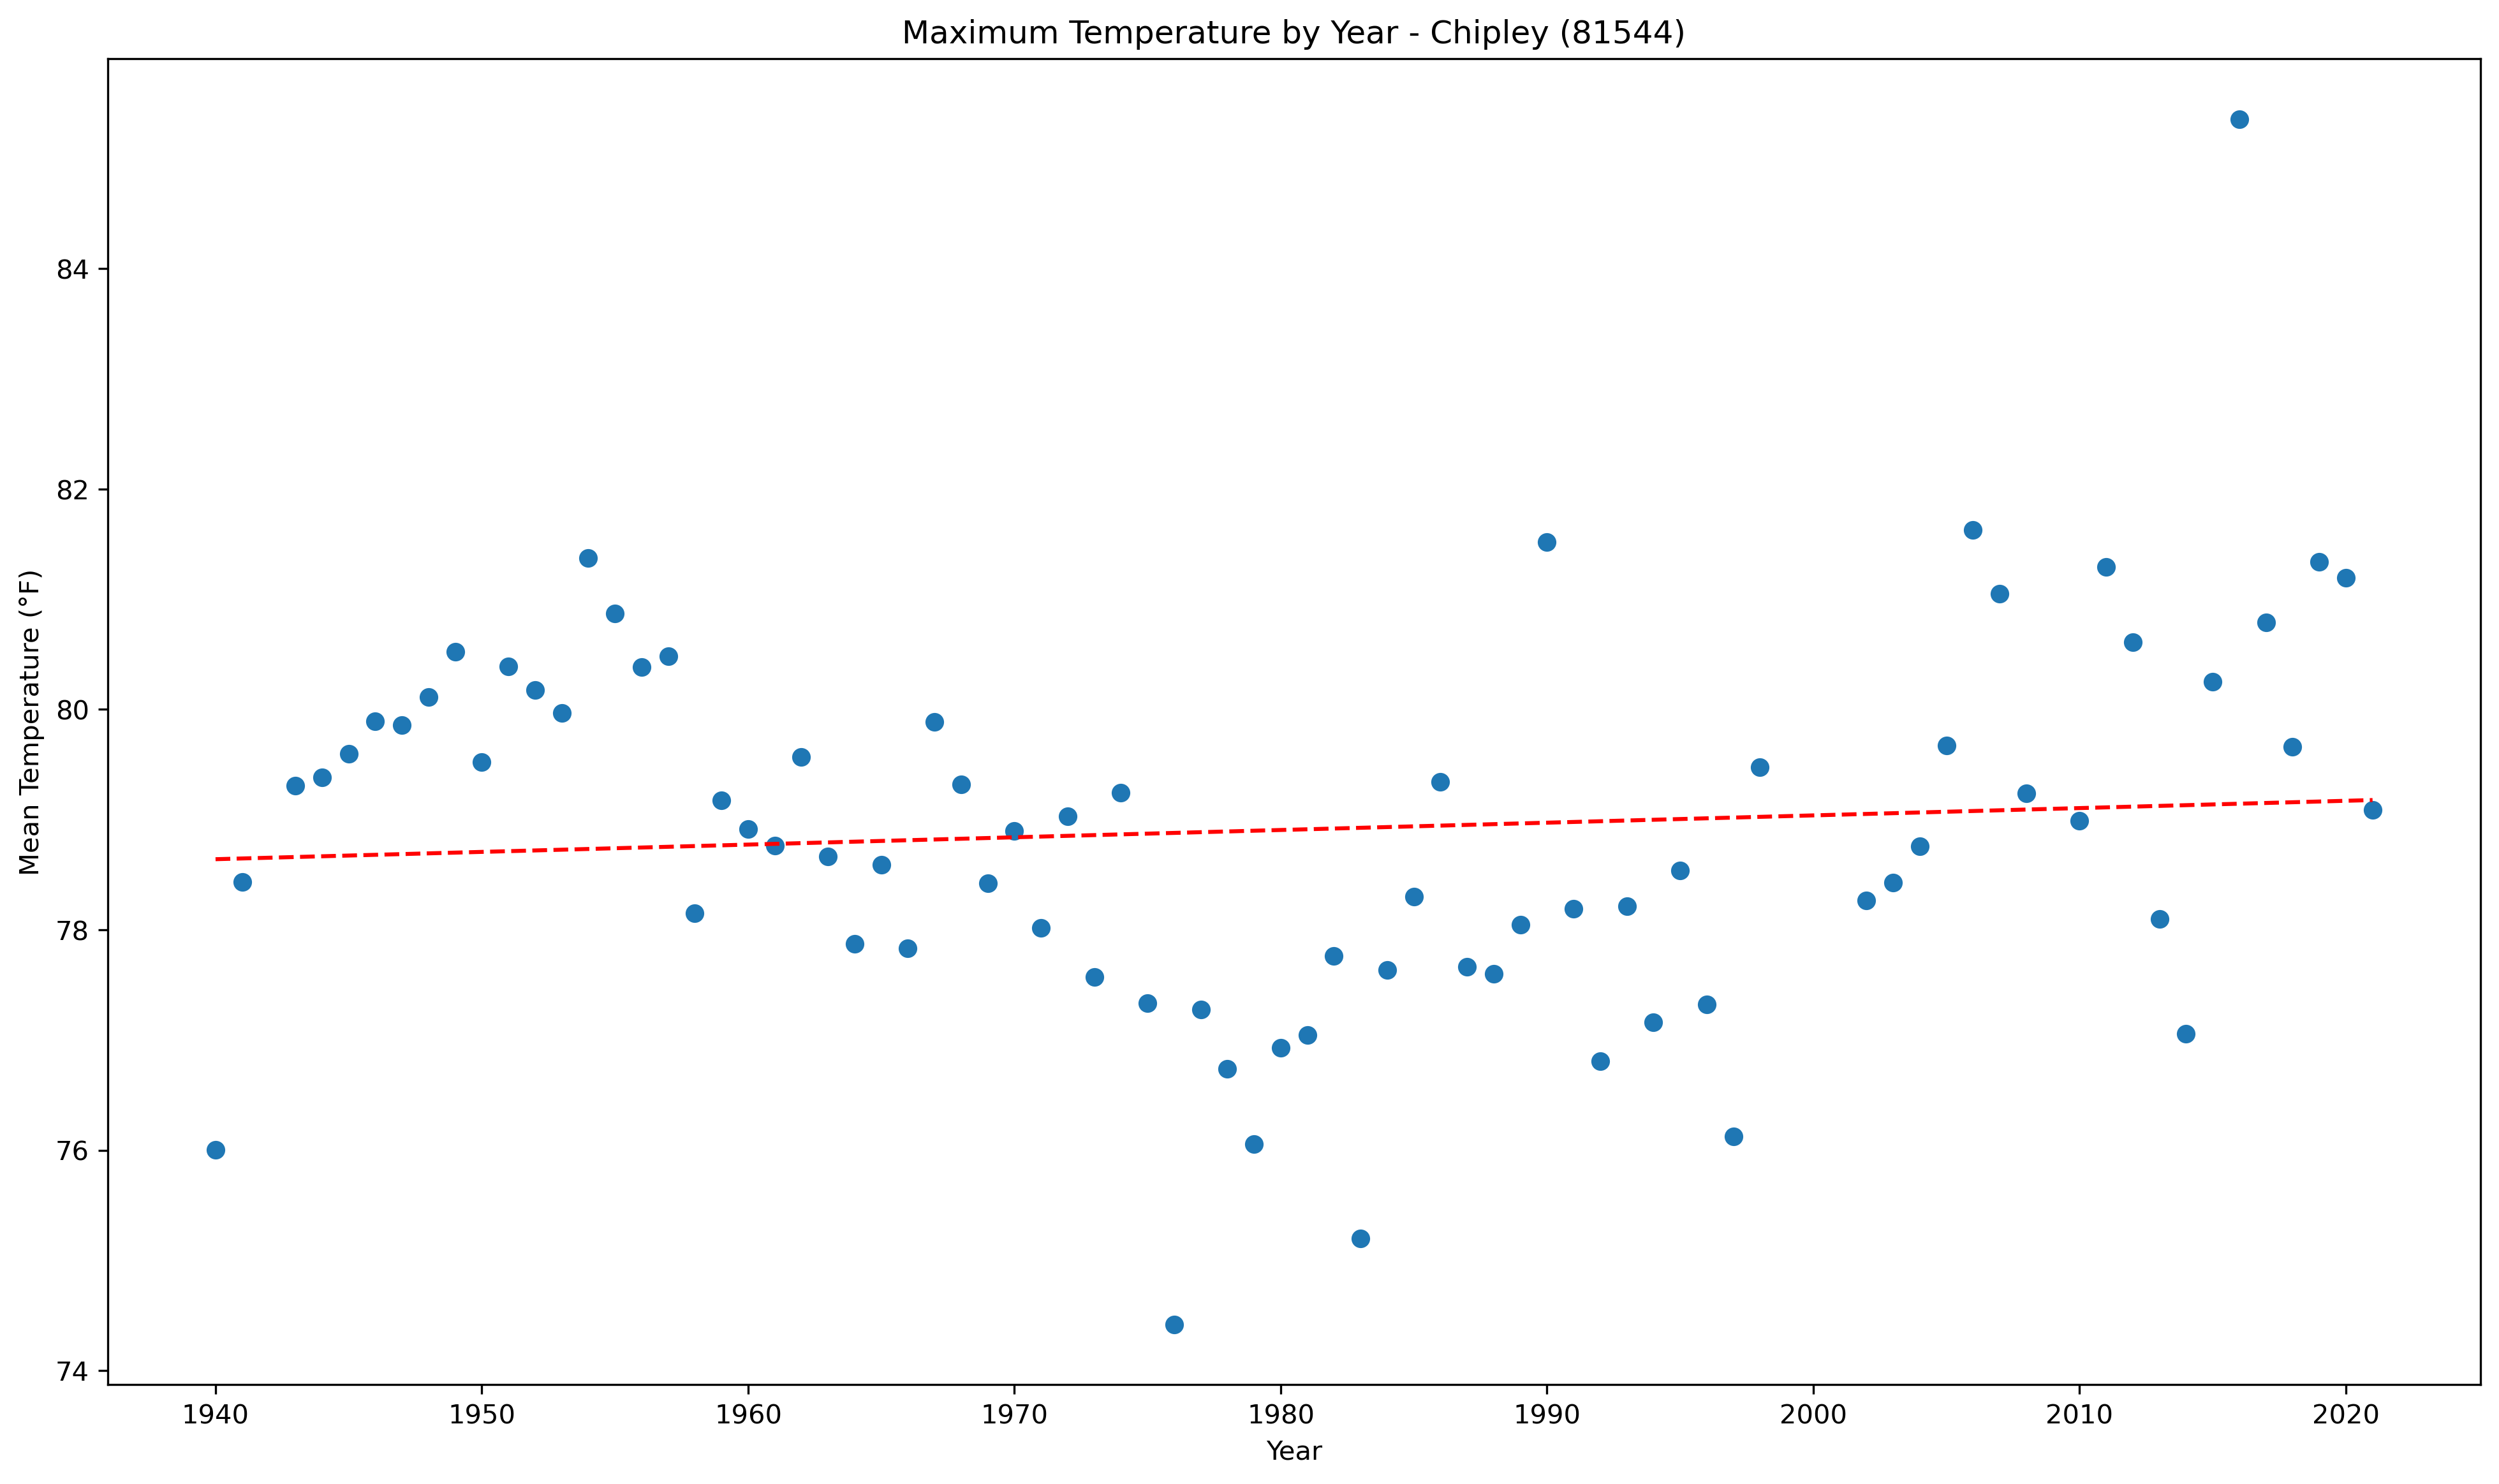 Maximum Temperature by Year - Chipley (81544)
Mean Temperature (°F)
84
82
80
78
76
74
1940 1950 1960 1970 1980 1990 2000 2010 2020
Year